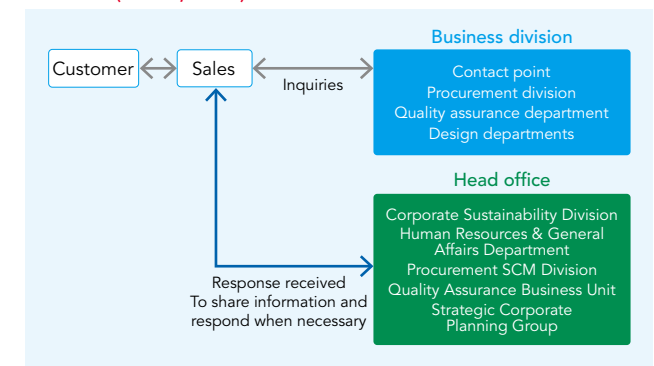 Business division
Customer
Sales
Inquiries
Contact point
Procurement division
Quality assurance department
Design departments
Head office
Corporate Sustainability Division
Human Resources & General
Affairs Department
Procurement SCM Division
Quality Assurance Business Unit
Strategic Corporate
Planning Group
Response received
To share information and
respond when necessary